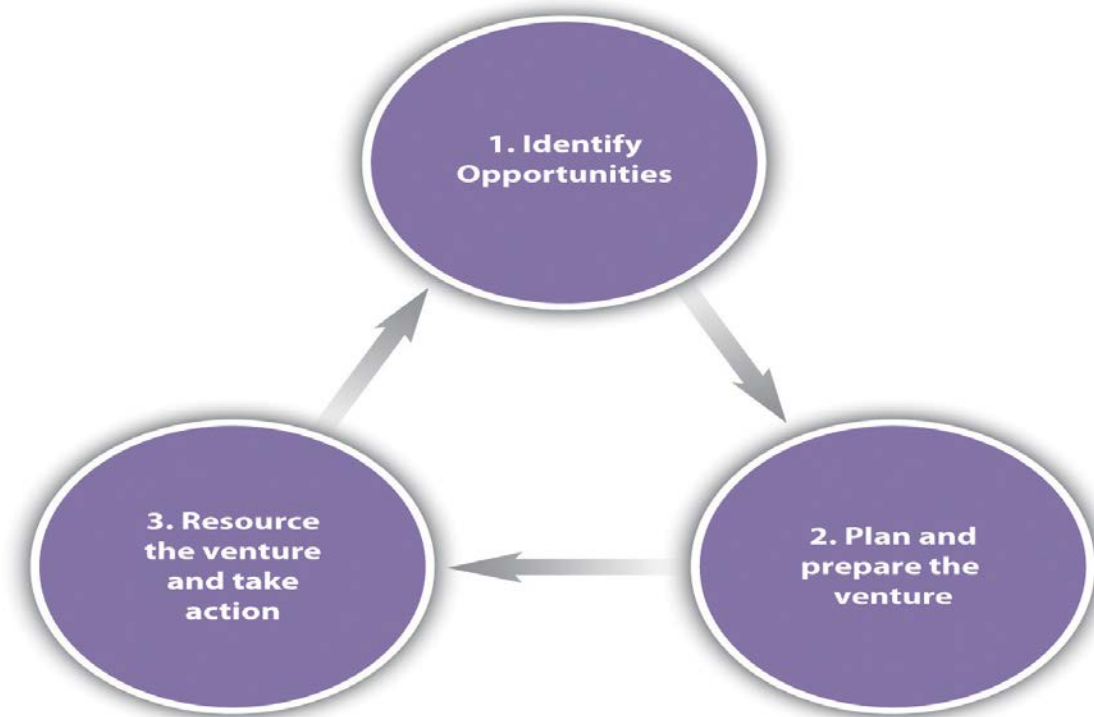 1. Identify
Opportunities
2. Plan and
prepare the
venture
3. Resource
the venture
and take
action